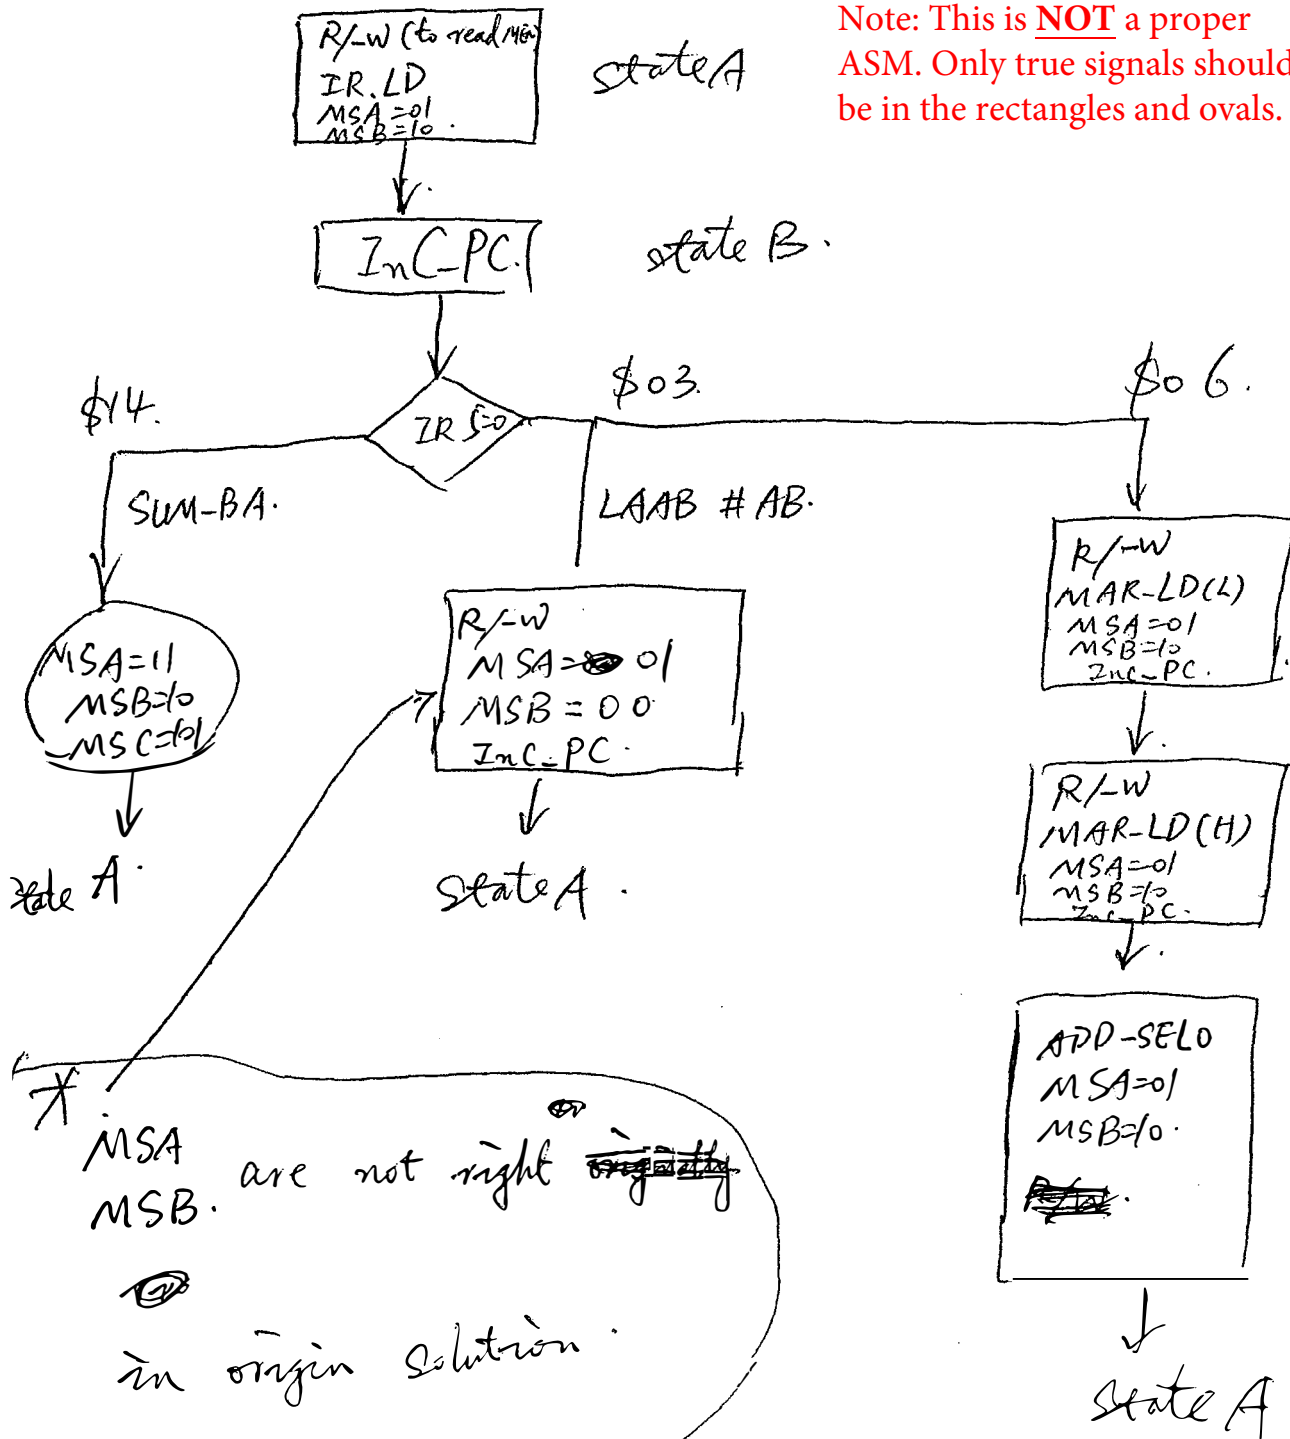 R/-W (to read MEM)
IR.LD
MSA=01
MSB=10.
state A
Note: This is NOT a proper
ASM. Only true signals should
be in the rectangles and ovals.
InC_PC.
state B.
$14.
IR 5=0
$03.
$06.
SUM-BA.
LAAB #AB.
MSA=11
MSB=10
MSC=101
state A.
R/-W
MSA= 01
MSB=00
InC_PC.
state A.
R/-W
MAR-LD(L)
MSA=01
MSB=10
Inc_PC.
R/-W
MAR-LD(H)
MSA=01
MSB=10
Inc_PC.
ADD-SEL0
MSA=01
MSB=10.
state A
*
MSA
MSB.
are not right
in origin solution.